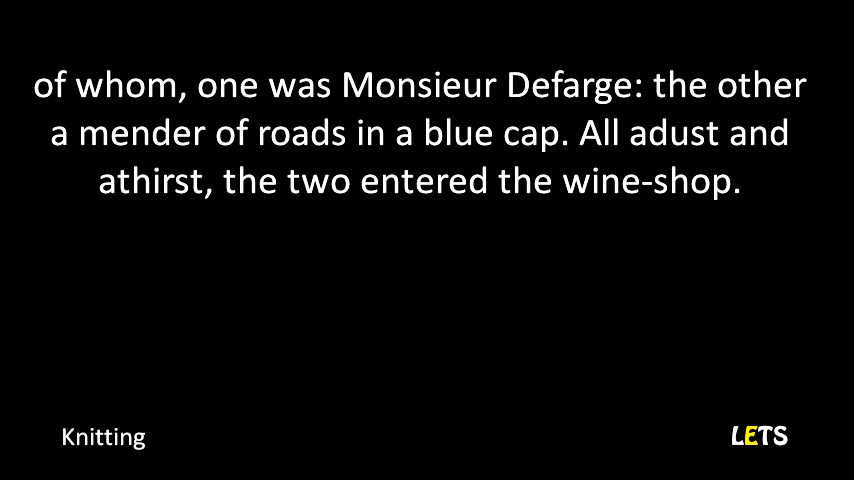 of whom, one was Monsieur Defarge: the other
a mender of roads in a blue cap. All adust and
athirst, the two entered the wine-shop.
Knitting
LETS